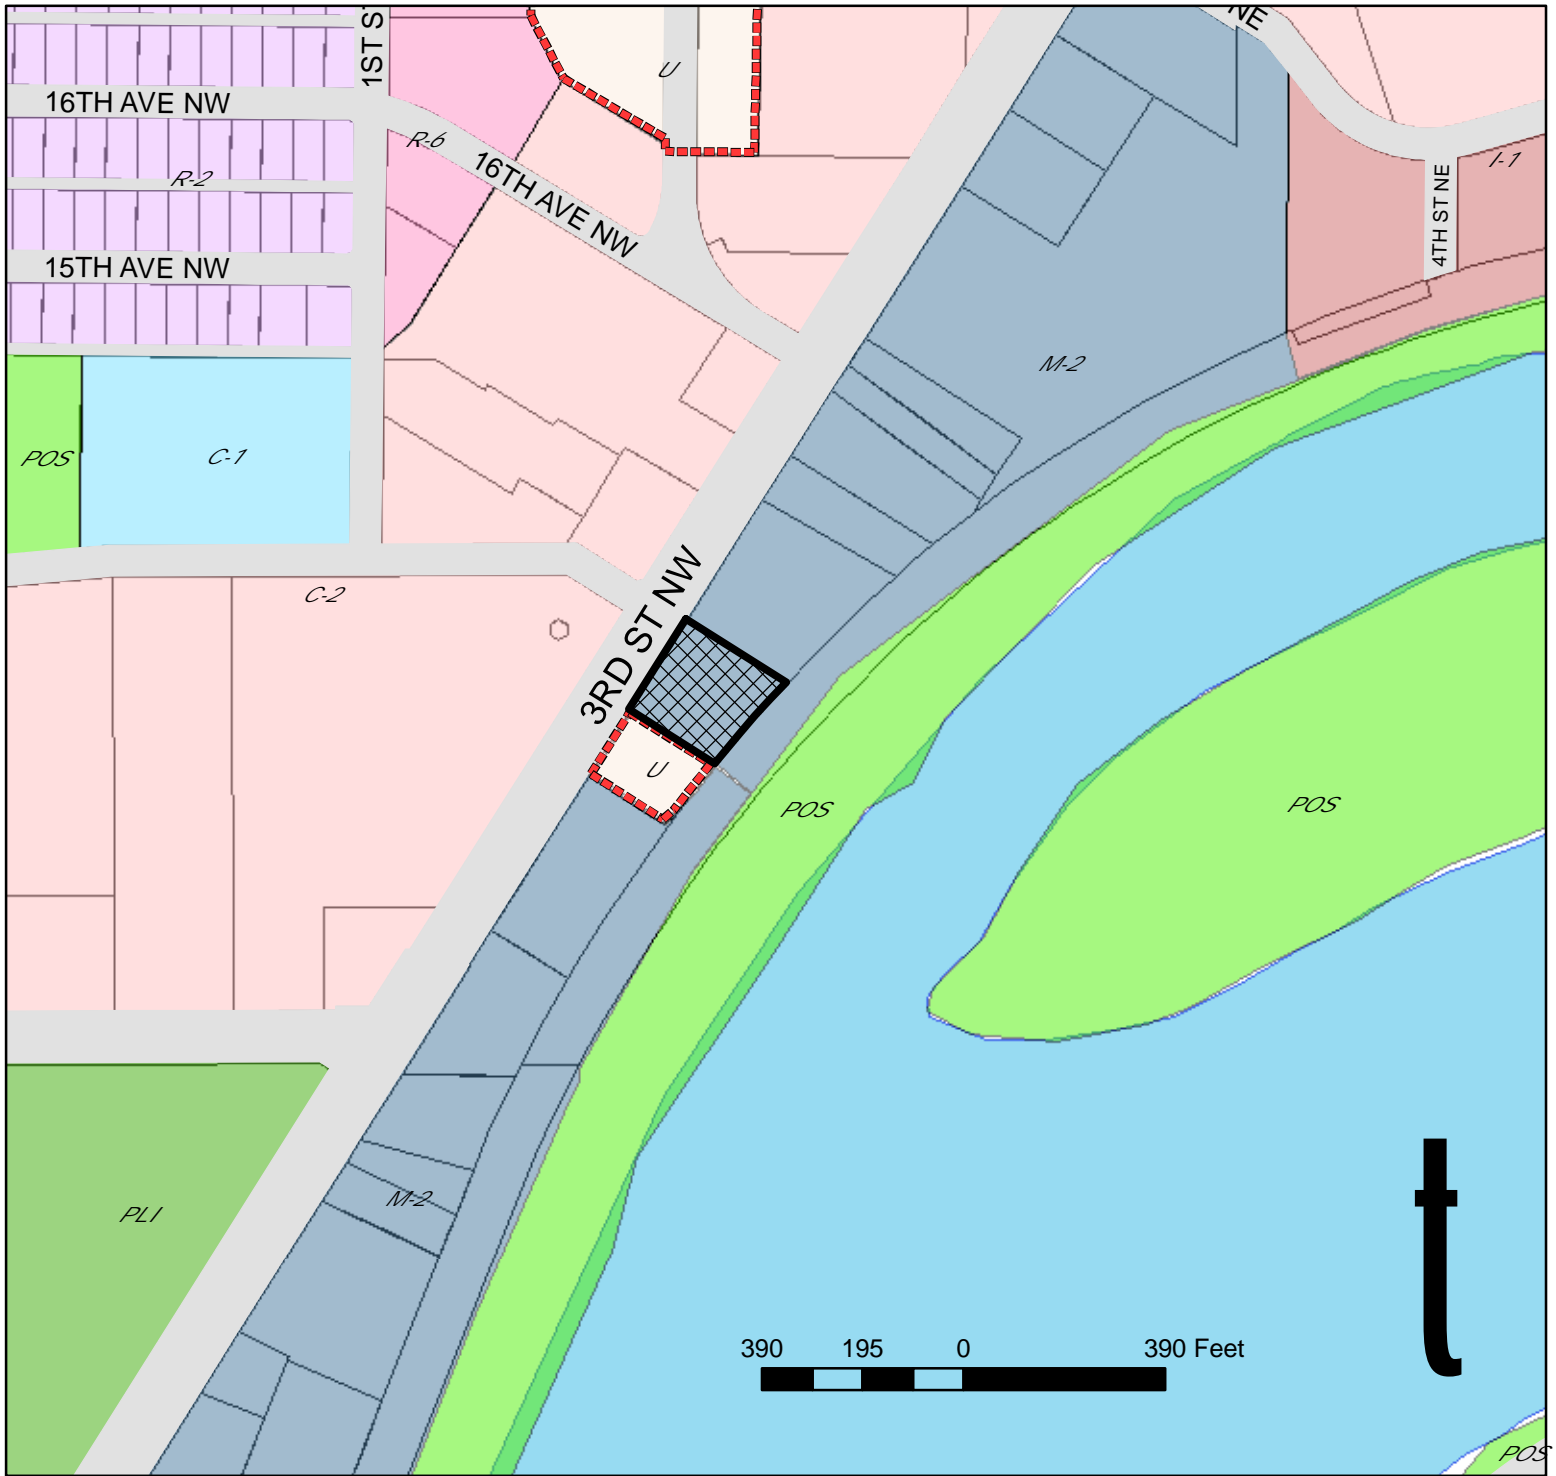 NE
1ST S
U
16TH AVE NW
R-6
I-1
16TH AVE NW
R-2
4TH ST NE
15TH AVE NW
M-2
POS
C-1
C-2
3RD ST NW
U
POS
POS
M-2
PLI
t
390 195 0 390 Feet
POS